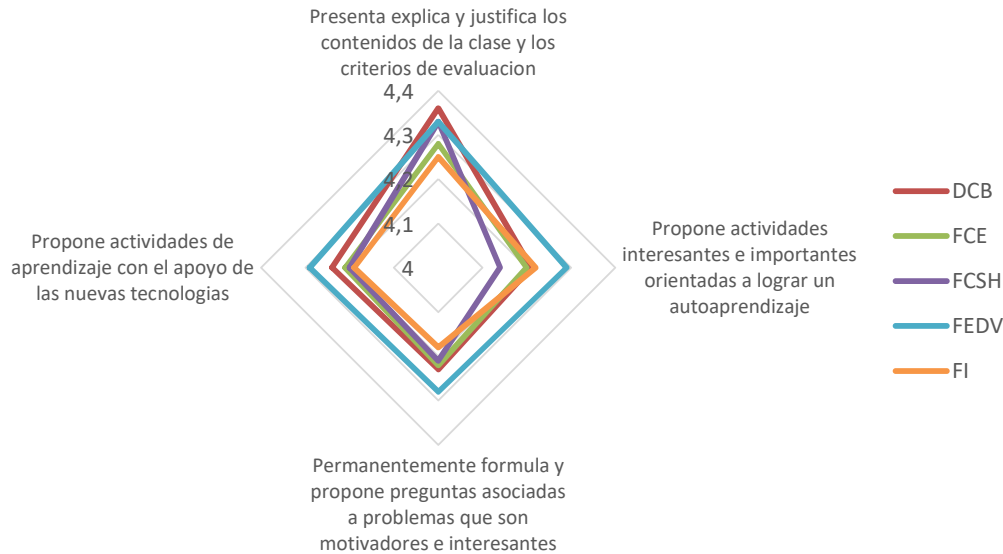 Presenta explica y justifica los
contenidos de la clase y los
criterios de evaluacion
4,4
4,3
4,2
4,1
4
Propone actividades de
aprendizaje con el apoyo de
las nuevas tecnologias
Propone actividades
interesantes e importantes
orientadas a lograr un
autoaprendizaje
Permanentemente formula y
propone preguntas asociadas
a problemas que son
motivadores e interesantes
DCB
FCE
FCSH
FEDV
FI